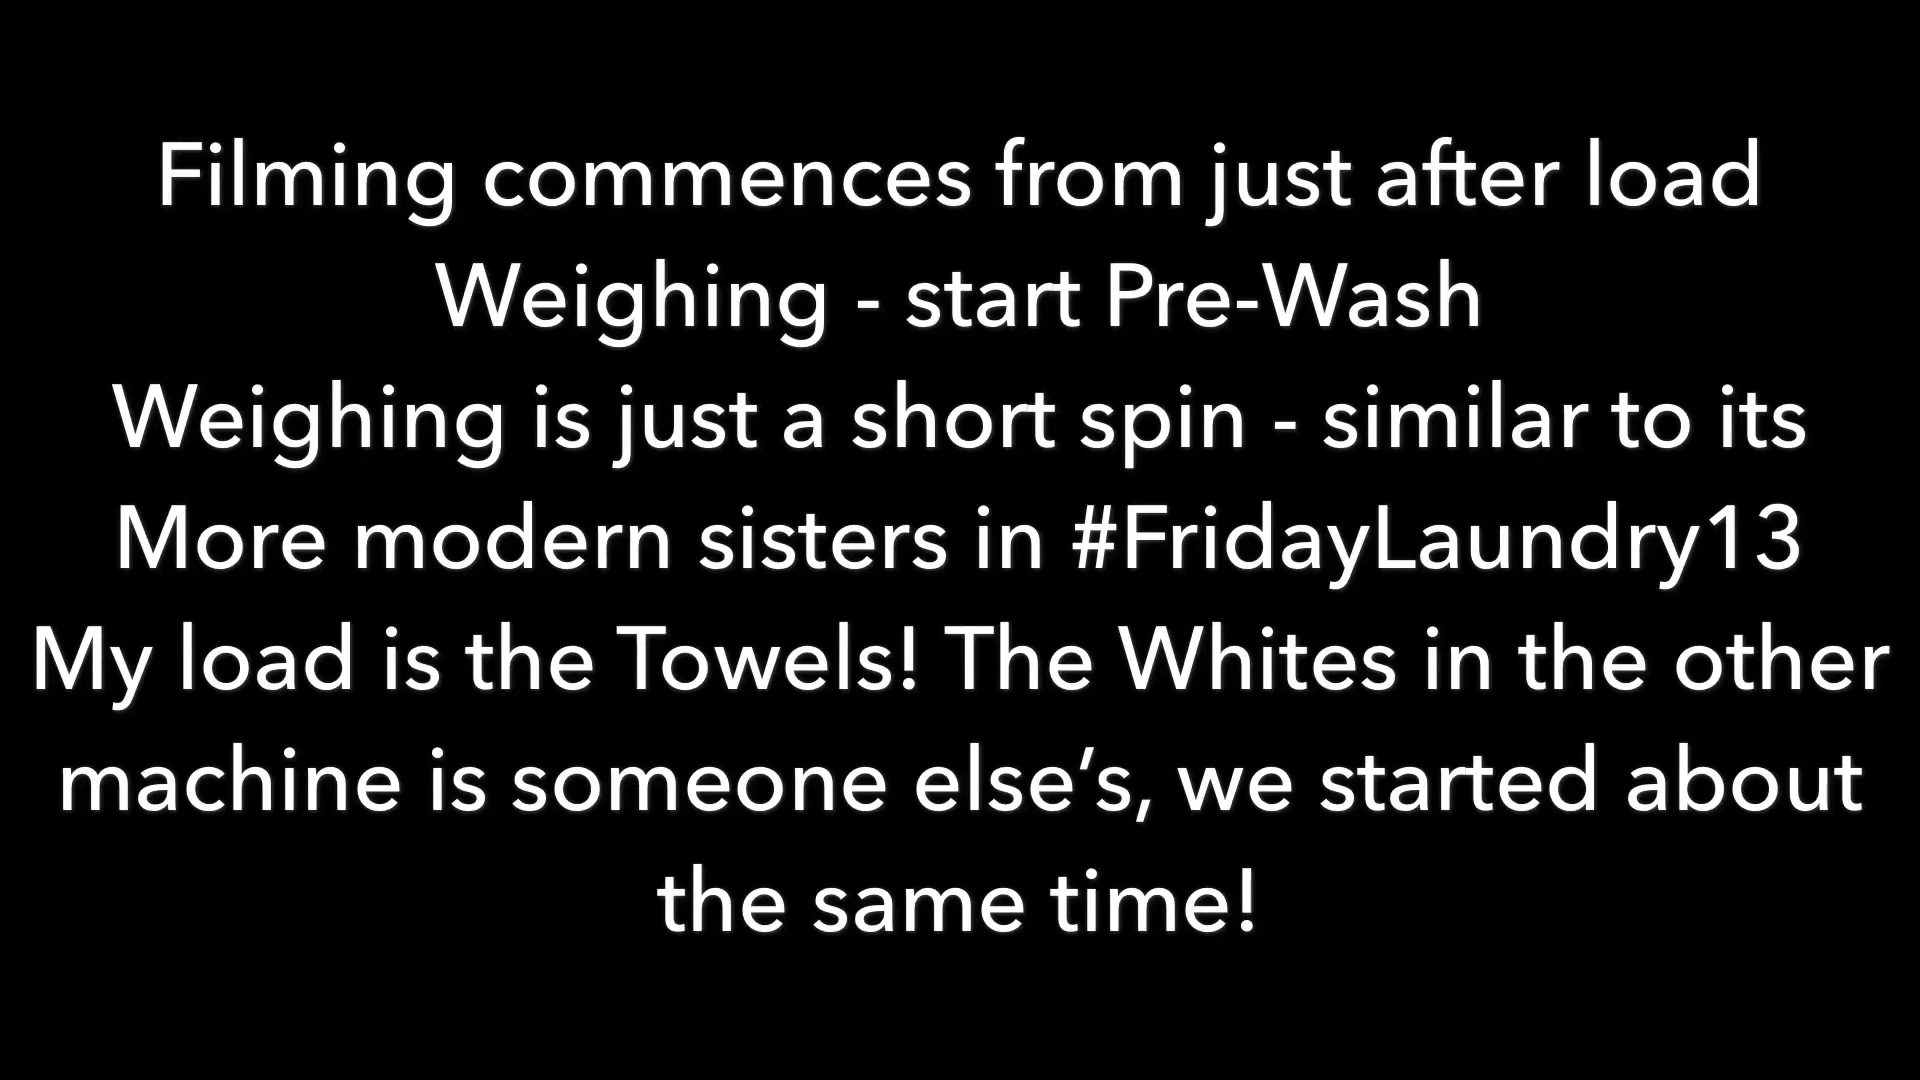 Filming commences from just after load
Weighing - start Pre-Wash
Weighing is just a short spin - similar to its
More modern sisters in #FridayLaundry13
My load is the Towels! The Whites in the other
machine is someone else’s, we started about
the same time!